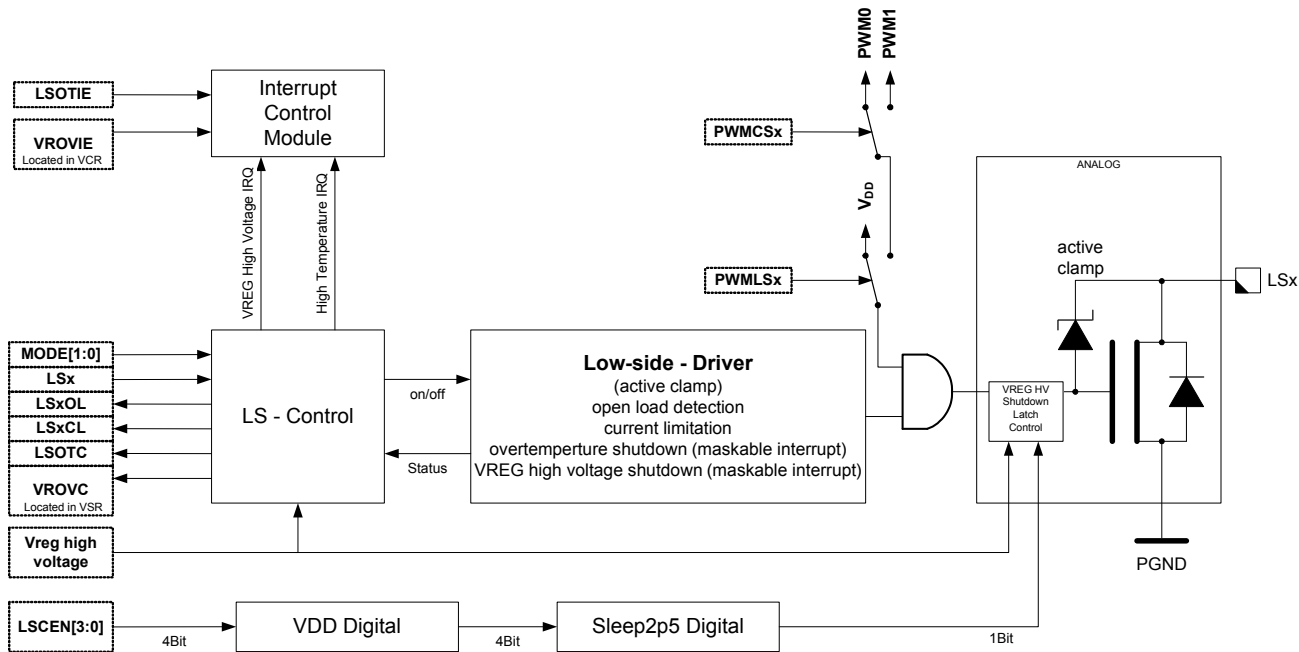 PWM0
PWM1
LSOTIE
Interrupt
Control
Module
VROVIE
Located in VCR
PWMCSx
VREG High Voltage IRQ
High Temperature IRQ
ANALOG
VDD
active
clamp
PWMLSx
LSx
MODE[1:0]
LSx
LSxOL
LSxCL
LSOTC
VROVC
Located in VSR
LS - Control
on/off
Status
Low-side - Driver
(active clamp)
open load detection
current limitation
overtemperture shutdown (maskable interrupt)
VREG high voltage shutdown (maskable interrupt)
VREG HV
Shutdown
Latch
Control
Vreg high
voltage
PGND
LSCEN[3:0]
4Bit
VDD Digital
4Bit
Sleep2p5 Digital
1Bit